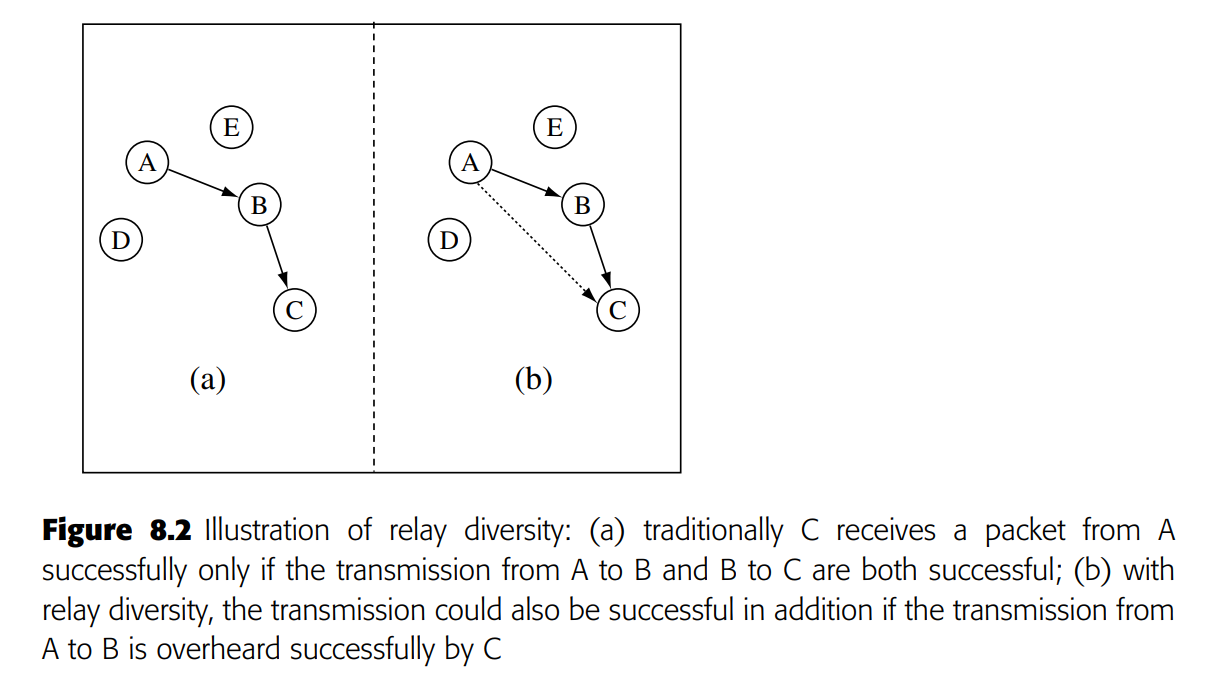 E
A
B
D
C
(a)
E
A
B
D
C
(b)
Figure 8.2 Illustration of relay diversity: (a) traditionally C receives a packet from A
successfully only if the transmission from A to B and B to C are both successful; (b) with
relay diversity, the transmission could also be successful in addition if the transmission from
A to B is overheard successfully by C